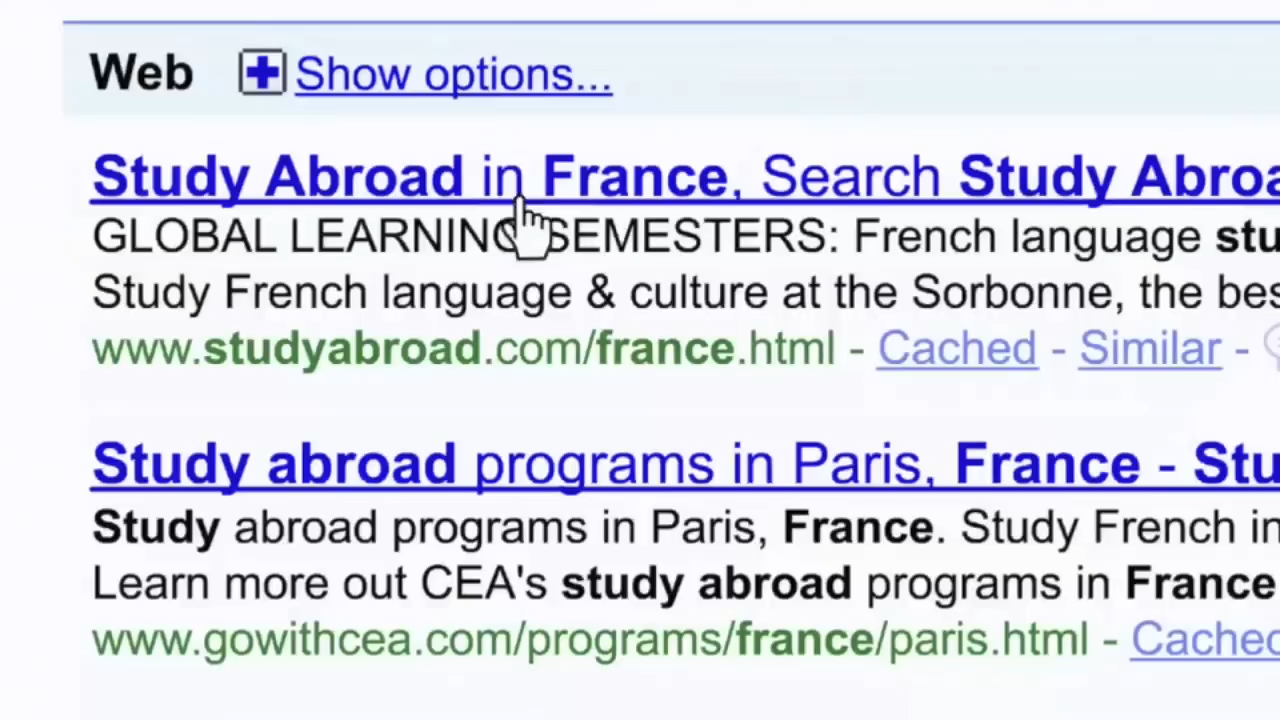 Web Show options...
Study Abroad in France, Search Study Abroa
GLOBAL LEARNING SEMESTERS: French language stu
Study French language & culture at the Sorbonne, the bes
www.studyabroad.com/france.html - Cached - Similar -
Study abroad programs in Paris, France - Stu
Study abroad programs in Paris, France. Study French in
Learn more out CEA's study abroad programs in France
www.gowithcea.com/programs/france/paris.html - Cached